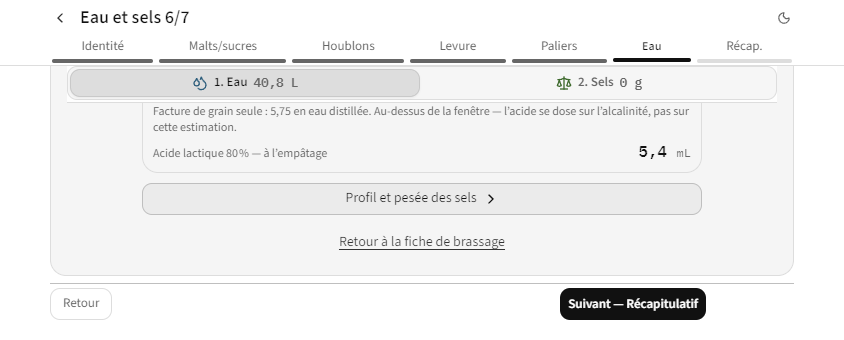 Eau et sels 6/7
Identité
Malts/sucres
Houblons
Levure
Paliers
Eau
Récap.
1. Eau 40,8 L
2. Sels 0 g
Facture de grain seule : 5,75 en eau distillée. Au-dessus de la fenêtre — l'acide se dose sur l'alcalinité, pas sur
cette estimation.
Acide lactique 80 % — à l'empâtage
5,4 mL
Profil et pesée des sels
Retour à la fiche de brassage
Retour
Suivant — Récapitulatif